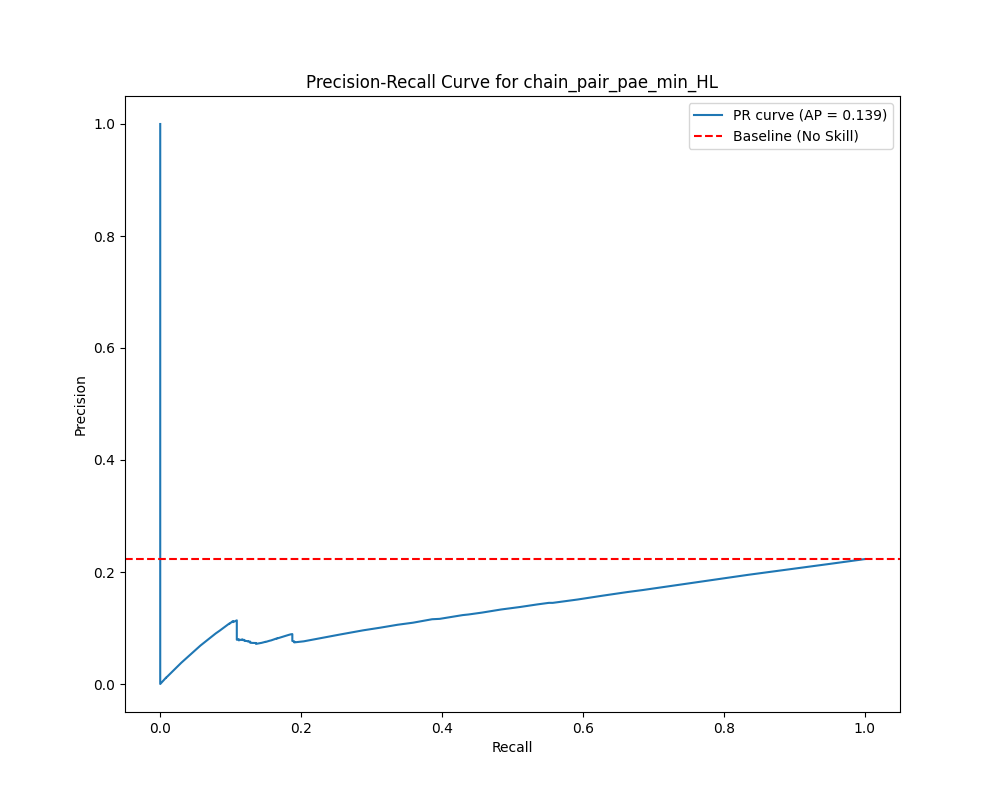 Precision-Recall Curve for chain_pair_pae_min_HL
PR curve (AP = 0.139)
Baseline (No Skill)
Precision
1.0
0.8
0.6
0.4
0.2
0.0
0.0 0.2 0.4 0.6 0.8 1.0
Recall